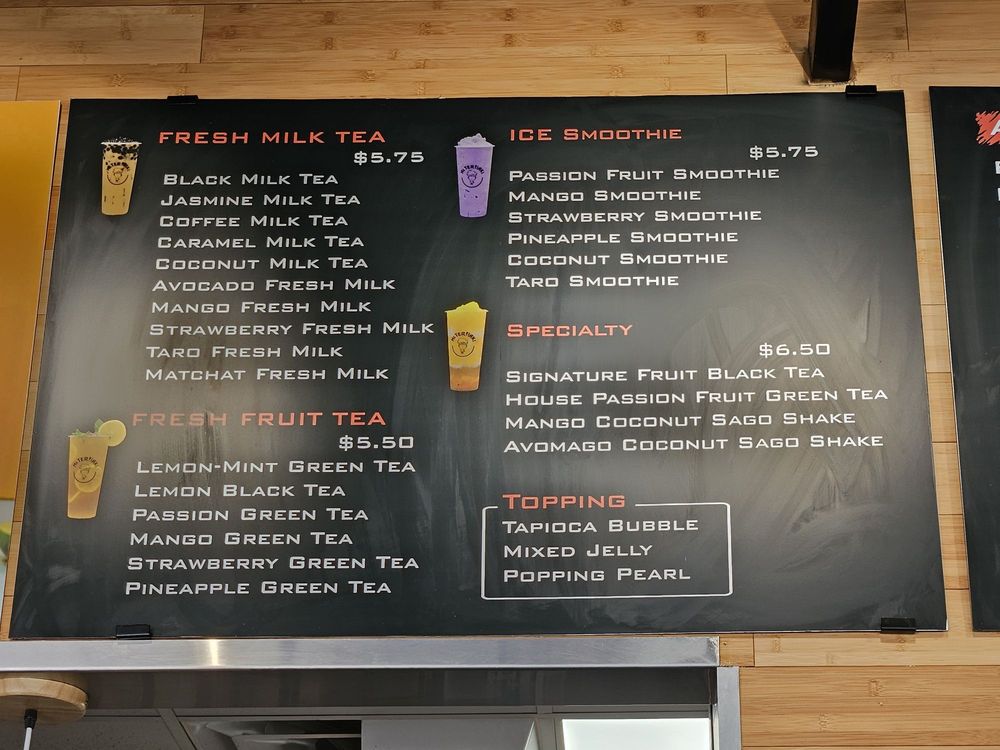 FRESH MILK TEA
$5.75
BLACK MILK TEA
JASMINE MILK TEA
COFFEE MILK TEA
CARAMEL MILK TEA
COCONUT MILK TEA
AVOCADO FRESH MILK
MANGO FRESH MILK
STRAWBERRY FRESH MILK
TARO FRESH MILK
MATCHAT FRESH MILK
FRESH FRUIT TEA
$5.50
LEMON-MINT GREEN TEA
LEMON BLACK TEA
PASSION GREEN TEA
MANGO GREEN TEA
STRAWBERRY GREEN TEA
PINEAPPLE GREEN TEA
ICE SMOOTHIE
$5.75
PASSION FRUIT SMOOTHIE
MANGO SMOOTHIE
STRAWBERRY SMOOTHIE
PINEAPPLE SMOOTHIE
COCONUT SMOOTHIE
TARO SMOOTHIE
SPECIALTY
$6.50
SIGNATURE FRUIT BLACK TEA
HOUSE PASSION FRUIT GREEN TEA
MANGO COCONUT SAGO SHAKE
AVOMAGO COCONUT SAGO SHAKE
TOPPING
TAPIOCA BUBBLE
MIXED JELLY
POPPING PEARL